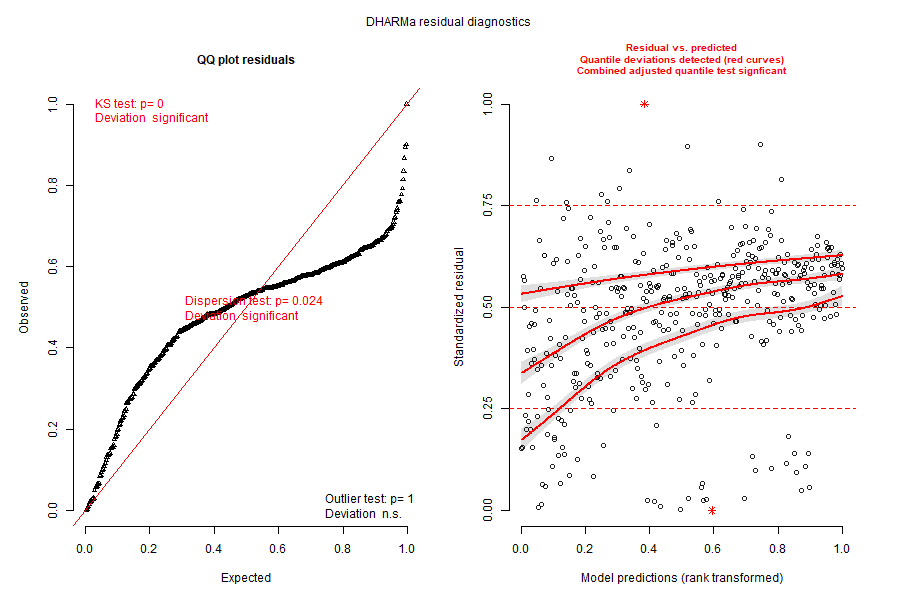 DHARMa residual diagnostics
QQ plot residuals
KS test: p= 0
Deviation significant
Dispersion test: p= 0.024
Deviation significant
Outlier test: p= 1
Deviation n.s.
Observed
0.0
0.2
0.4
0.6
0.8
1.0
0.0 0.2 0.4 0.6 0.8 1.0
Expected
Residual vs. predicted
Quantile deviations detected (red curves)
Combined adjusted quantile test signficant
Standardized residual
0.00
0.25
0.50
0.75
1.00
0.0 0.2 0.4 0.6 0.8 1.0
Model predictions (rank transformed)